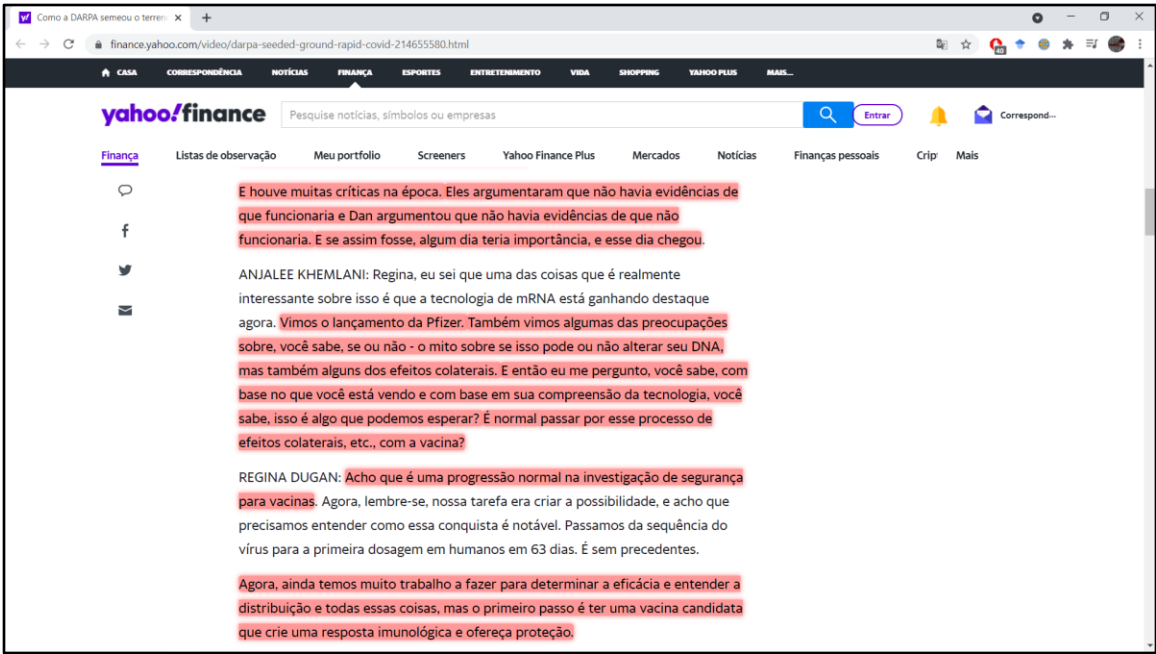 Como a DARPA semeou o terren
finance.yahoo.com/video/darpa-seeded-ground-rapid-covid-214655580.html
40
CASA CORRESPONDÊNCIA NOTÍCIAS FINANÇA ESPORTES ENTRETENIMENTO VIDA SHOPPING YAHOO PLUS MAIS...
yahoo!finance Pesquise notícias, símbolos ou empresas Entrar Correspond...
Finança Listas de observação Meu portfolio Screeners Yahoo Finance Plus Mercados Notícias Finanças pessoais Crip Mais
E houve muitas críticas na época. Eles argumentaram que não havia evidências de
que funcionaria e Dan argumentou que não havia evidências de que não
funcionaria. E se assim fosse, algum dia teria importância, e esse dia chegou.
ANJALEE KHEMLANI: Regina, eu sei que uma das coisas que é realmente
interessante sobre isso é que a tecnologia de mRNA está ganhando destaque
agora. Vimos o lançamento da Pfizer. Também vimos algumas das preocupações
sobre, você sabe, se ou não - o mito sobre se isso pode ou não alterar seu DNA,
mas também alguns dos efeitos colaterais. E então eu me pergunto, você sabe, com
base no que você está vendo e com base em sua compreensão da tecnologia, você
sabe, isso é algo que podemos esperar? É normal passar por esse processo de
efeitos colaterais, etc., com a vacina?
REGINA DUGAN: Acho que é uma progressão normal na investigação de segurança
para vacinas. Agora, lembre-se, nossa tarefa era criar a possibilidade, e acho que
precisamos entender como essa conquista é notável. Passamos da sequência do
vírus para a primeira dosagem em humanos em 63 dias. É sem precedentes.
Agora, ainda temos muito trabalho a fazer para determinar a eficácia e entender a
distribuição e todas essas coisas, mas o primeiro passo é ter uma vacina candidata
que crie uma resposta imunológica e ofereça proteção.